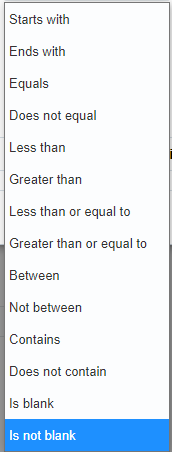 Starts with
Ends with
Equals
Does not equal
Less than
Greater than
Less than or equal to
Greater than or equal to
Between
Not between
Contains
Does not contain
Is blank
Is not blank